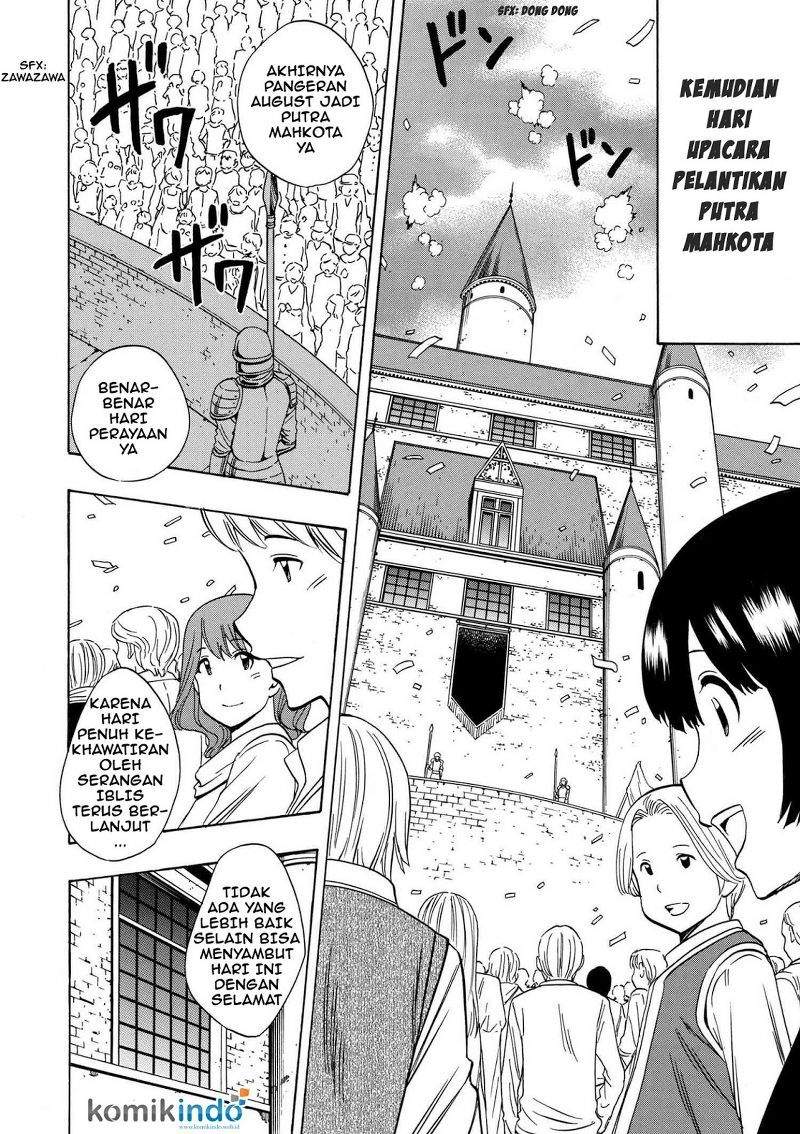 SFX: DONG DONG
ドン
ドン
KEMUDIAN
HARI
UPACARA
PELANTIKAN
PUTRA
MAHKOTA
SFX:
ZAWAZAWA
ザワ
ザワ
AKHIRNYA
PANGERAN
AUGUST JADI
PUTRA
MAHKOTA
YA
BENAR-
BENAR HARI
PERAYAAN
YA
KARENA
HARI
PENUH KE-
KHAWATIRAN
OLEH
SERANGAN
IBLIS
TERUS BER-
LANJUT
...
TIDAK
ADA YANG
LEBIH BAIK
SELAIN BISA
MENYAMBUT
HARI INI
DENGAN
SELAMAT
komikindo